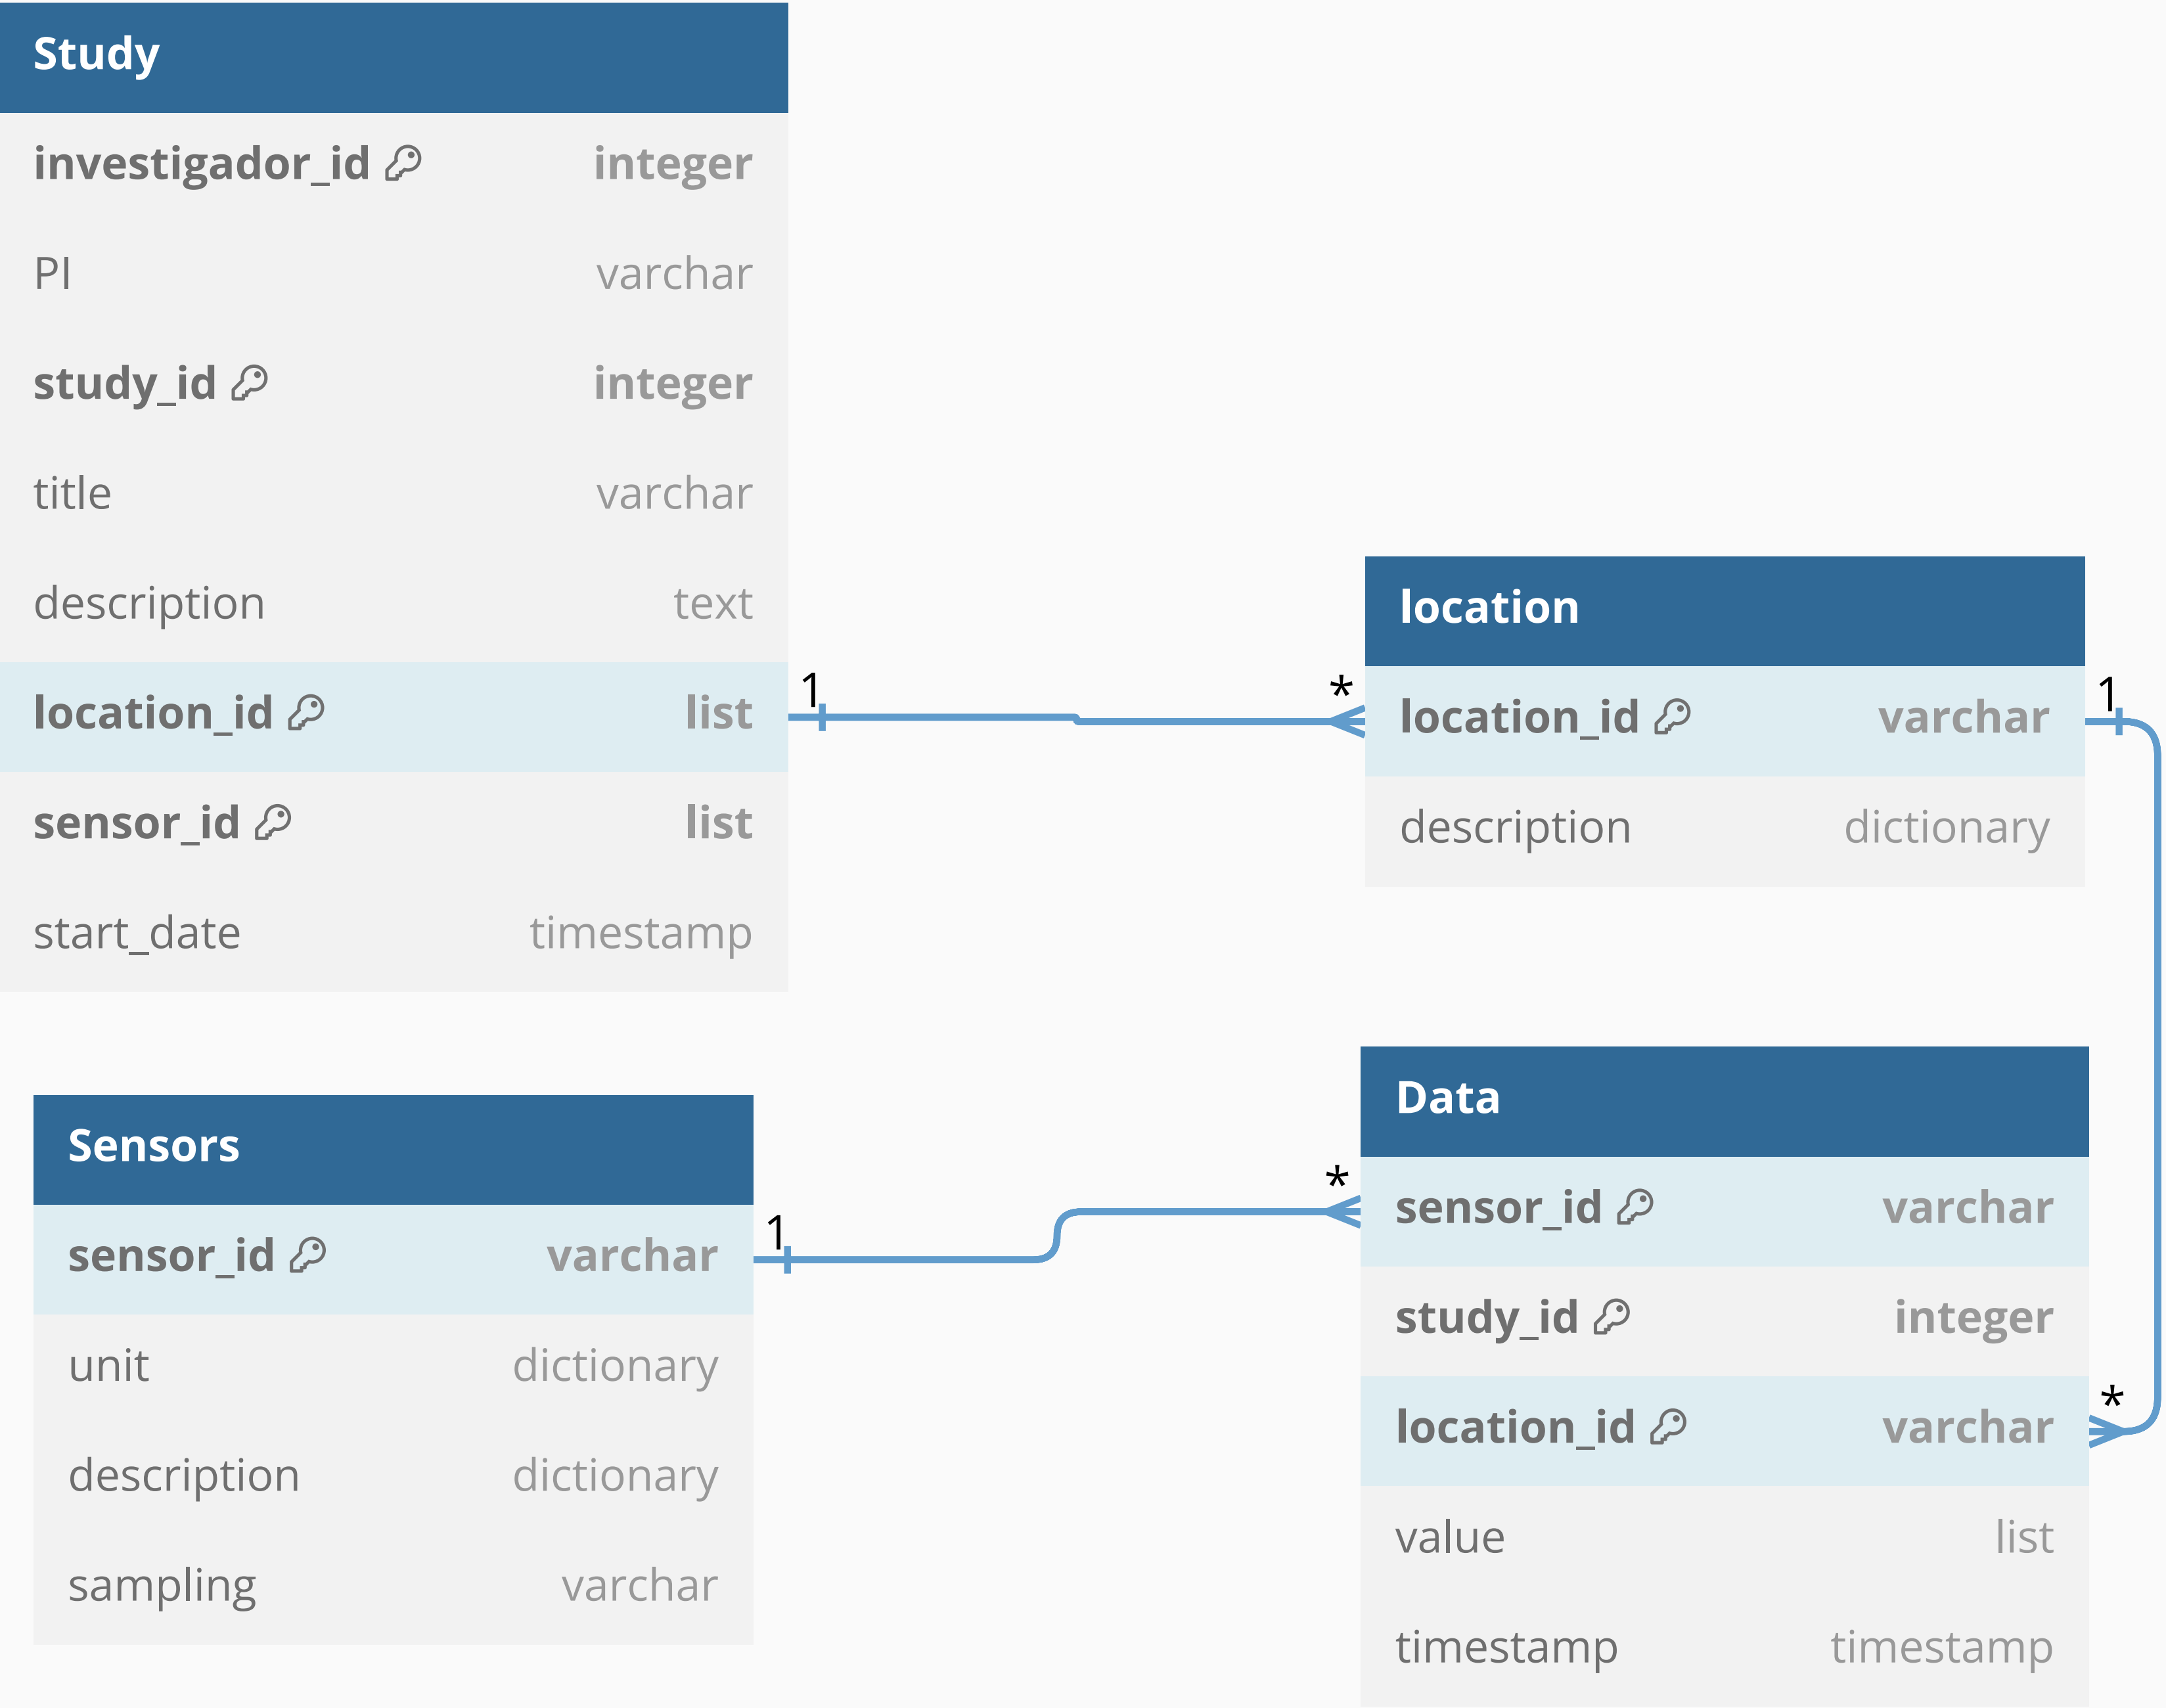 Study
investigador_id integer
PI varchar
study_id integer
title varchar
description text
location_id list
sensor_id list
start_date timestamp
1 *
location
location_id varchar
description dictionary
1
Sensors
sensor_id varchar
unit dictionary
description dictionary
sampling varchar
1 *
Data
sensor_id varchar
study_id integer
location_id varchar
value list
timestamp timestamp
*